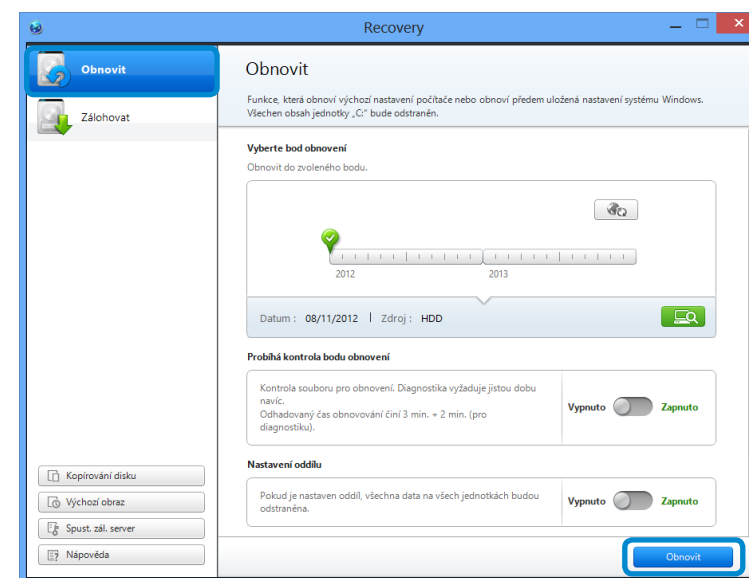 Recovery
Obnovit
Zálohovat
Kopírování disku
Výchozí obraz
Spust. zál. server
Nápověda
Obnovit
Funkce, která obnoví výchozí nastavení počítače nebo obnoví předem uložená nastavení systému Windows.
Všechen obsah jednotky „C:“ bude odstraněn.
Vyberte bod obnovení
Obnovit do zvoleného bodu.
2012 2013
Datum : 08/11/2012 | Zdroj : HDD
Probíhá kontrola bodu obnovení
Kontrola souboru pro obnovení. Diagnostika vyžaduje jistou dobu
navíc.
Odhadovaný čas obnovování činí 3 min. + 2 min. (pro
diagnostiku).
Vypnuto Zapnuto
Nastavení oddílu
Pokud je nastaven oddíl, všechna data na všech jednotkách budou
odstraněna.
Vypnuto Zapnuto
Obnovit